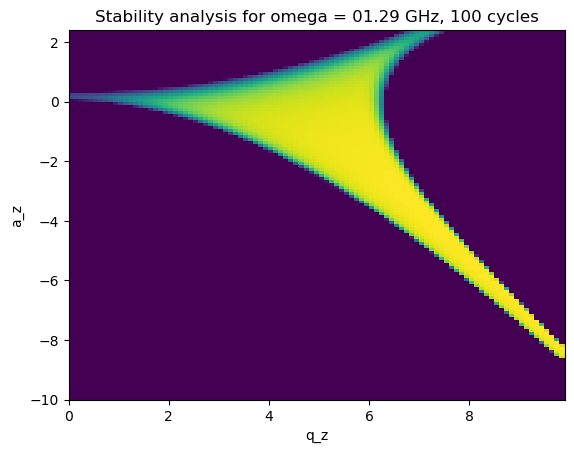 Stability analysis for omega = 01.29 GHz, 100 cycles
2
0
−2
−4
−6
−8
−10
a_z
0 2 4 6 8
q_z